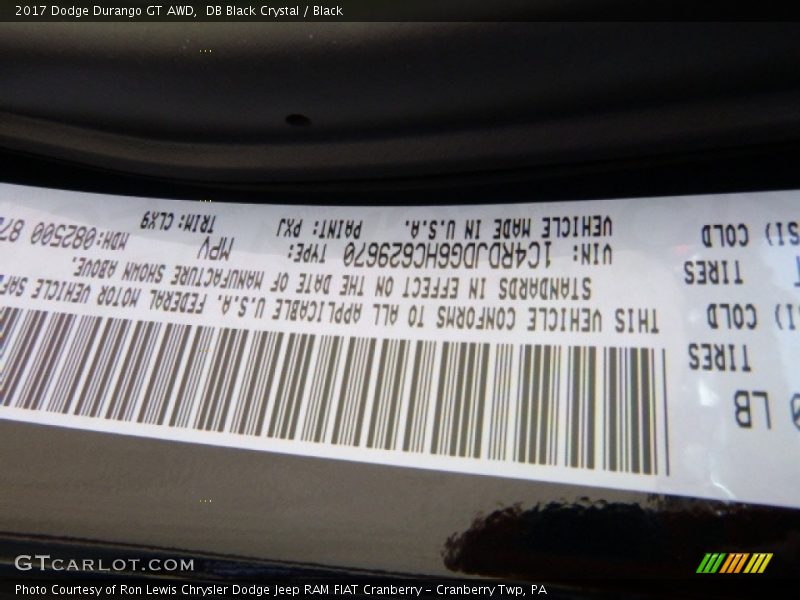 2017 Dodge Durango GT AWD,  DB Black Crystal / Black
0 LB
TIRES
I) COLD
THIS VEHICLE CONFORMS TO ALL APPLICABLE U.S.A. FEDERAL MOTOR VEHICLE
STANDARDS IN EFFECT ON THE DATE OF MANUFACTURE SHOWN ABOVE.
TIRES
SI) COLD
VIN: 1C4RDJDG6HC629670 TYPE: MPV MDH:082500
VEHICLE MADE IN U.S.A. PAINT: PXJ TRIM:CLX9
GTCARLOT.COM
Photo Courtesy of Ron Lewis Chrysler Dodge Jeep RAM FIAT Cranberry – Cranberry Twp, PA